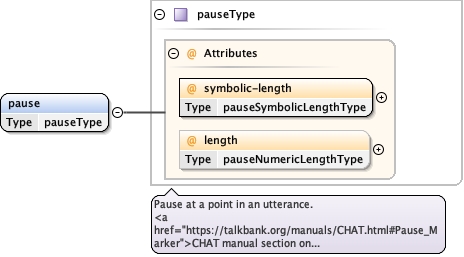 pauseType
@ Attributes
@ symbolic-length
Type pauseSymbolicLengthType
pause
Type pauseType
@ length
Type pauseNumericLengthType
Pause at a point in an utterance.
<a
href="https://talkbank.org/manuals/CHAT.html#Pause_M
arker">CHAT manual section on...